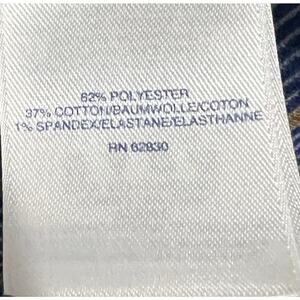 62% POLYESTER
37% COTTON/BAUMWOLLE/COTON
1% SPANDEX/ELASTANE/ELASTHANNE
RN 62830